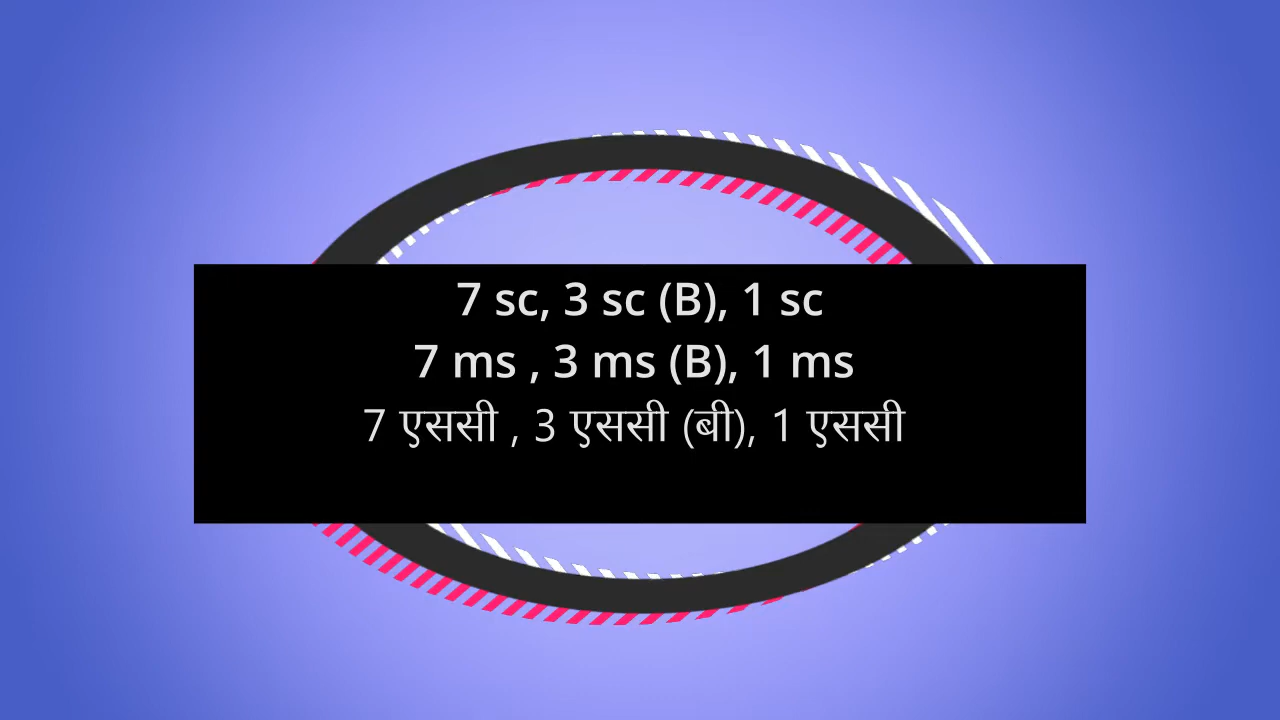 7 sc, 3 sc (B), 1 sc
7 ms , 3 ms (B), 1 ms
7 एससी , 3 एससी (बी), 1 एससी